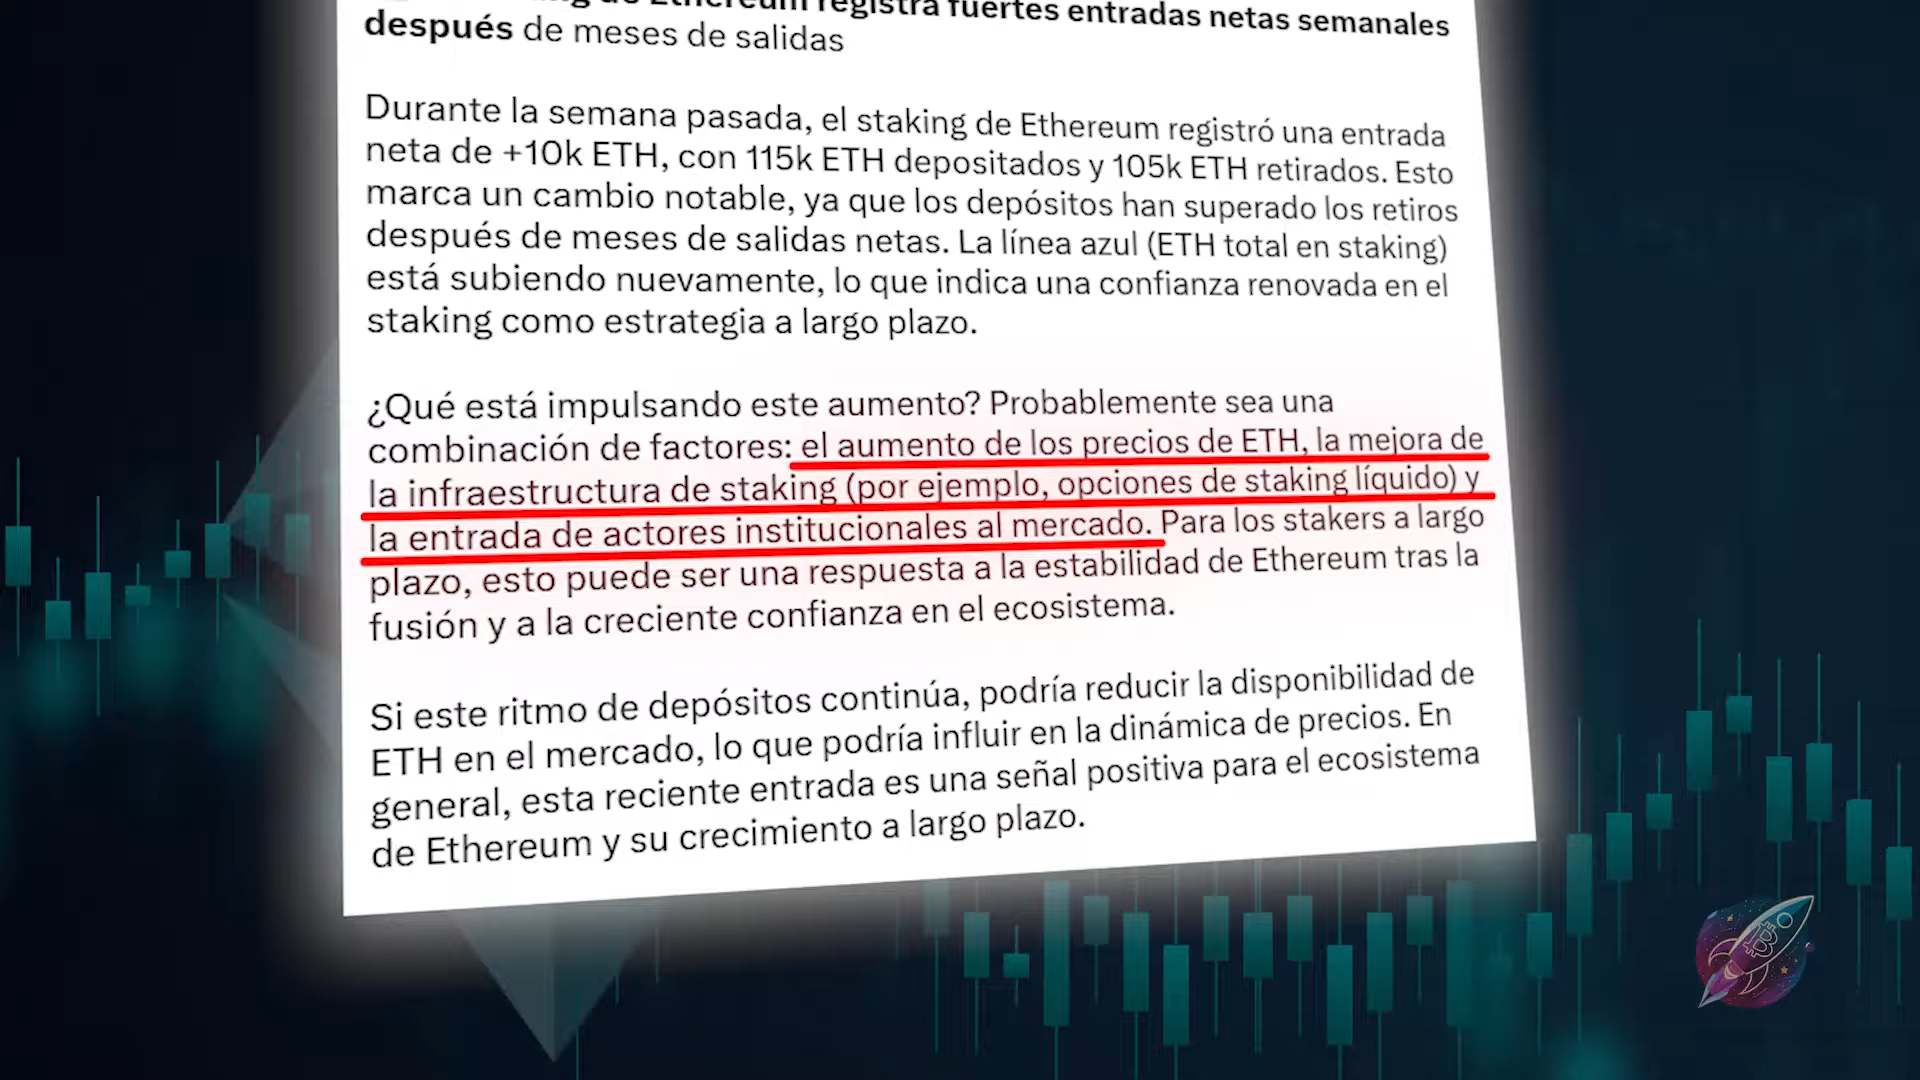 de Ethereum registra fuertes entradas netas semanales
después de meses de salidas
Durante la semana pasada, el staking de Ethereum registró una entrada
neta de +10k ETH, con 115k ETH depositados y 105k ETH retirados. Esto
marca un cambio notable, ya que los depósitos han superado los retiros
después de meses de salidas netas. La línea azul (ETH total en staking)
está subiendo nuevamente, lo que indica una confianza renovada en el
staking como estrategia a largo plazo.
¿Qué está impulsando este aumento? Probablemente sea una
combinación de factores: el aumento de los precios de ETH, la mejora de
la infraestructura de staking (por ejemplo, opciones de staking líquido) y
la entrada de actores institucionales al mercado. Para los stakers a largo
plazo, esto puede ser una respuesta a la estabilidad de Ethereum tras la
fusión y a la creciente confianza en el ecosistema.
Si este ritmo de depósitos continúa, podría reducir la disponibilidad de
ETH en el mercado, lo que podría influir en la dinámica de precios. En
general, esta reciente entrada es una señal positiva para el ecosistema
de Ethereum y su crecimiento a largo plazo.